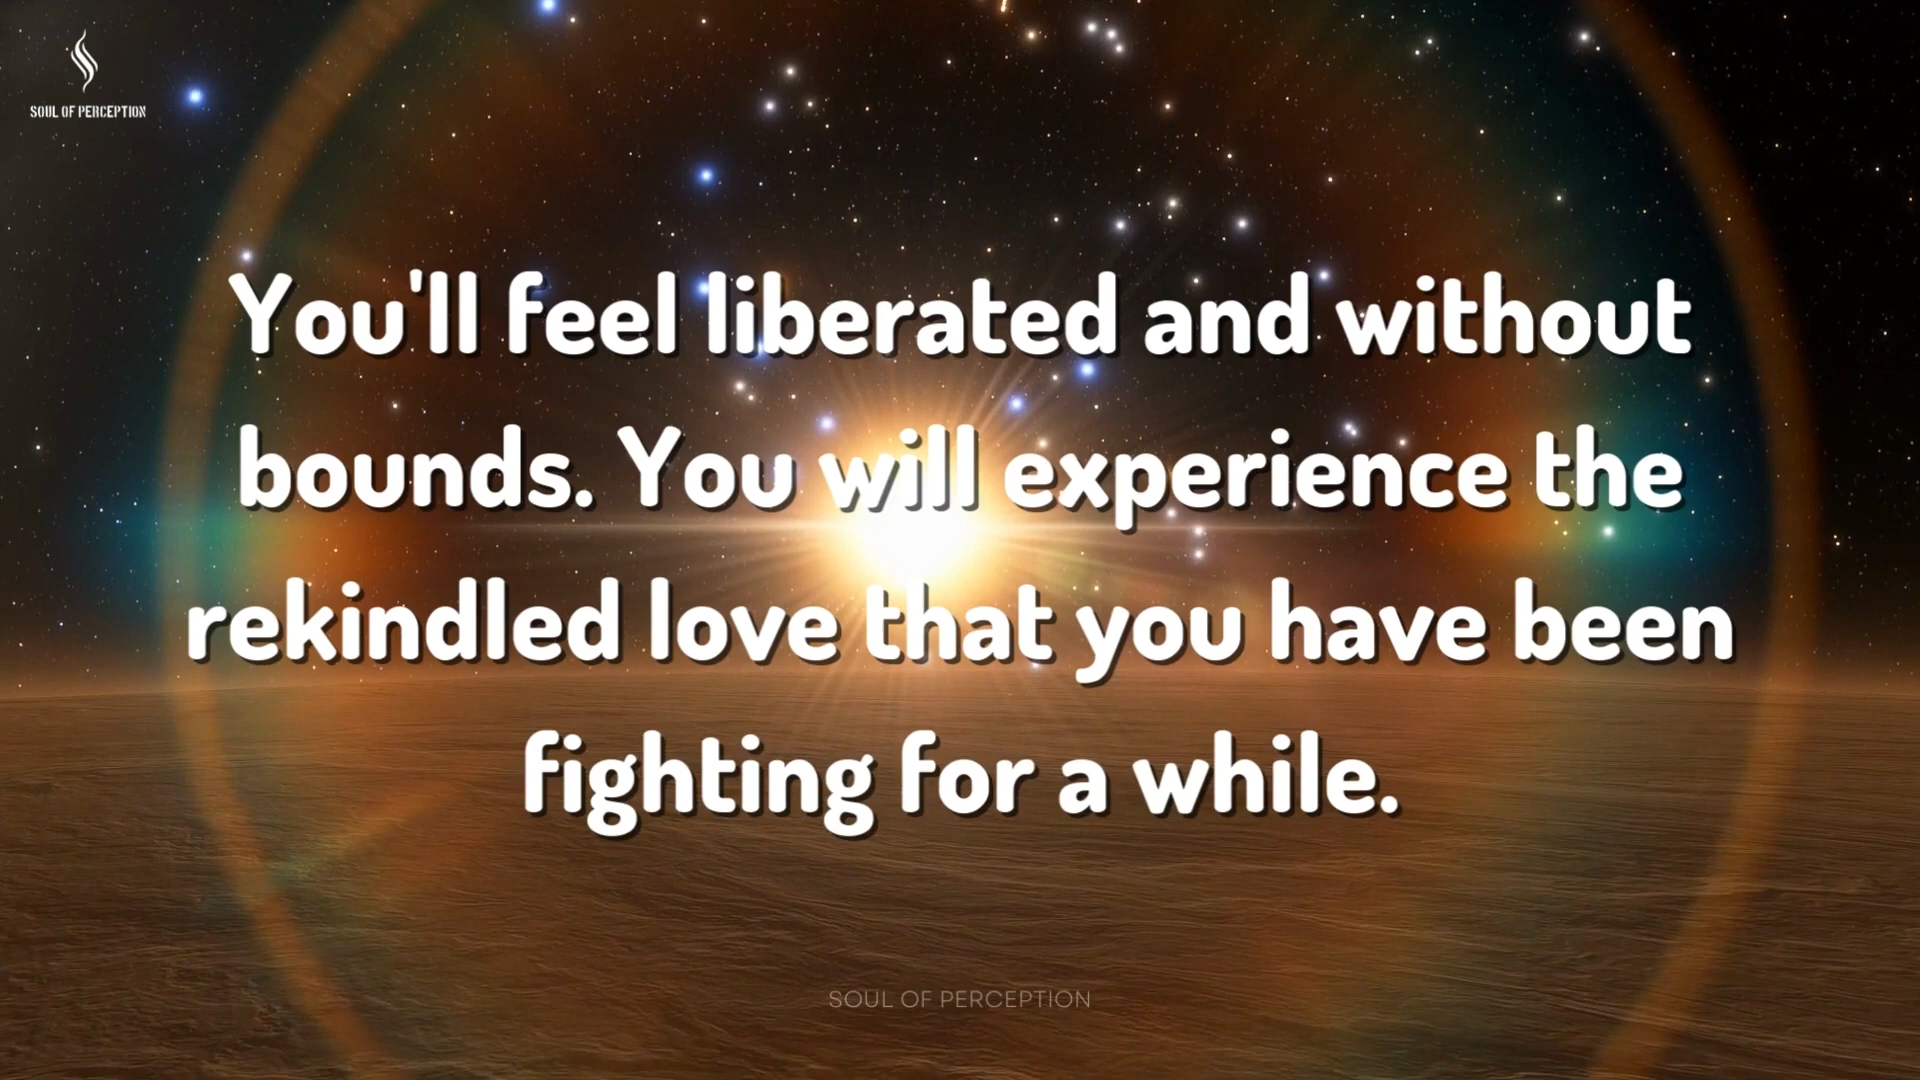 SOUL OF PERCEPTION
You'll feel liberated and without
bounds. You will experience the
rekindled love that you have been
fighting for a while.
SOUL OF PERCEPTION